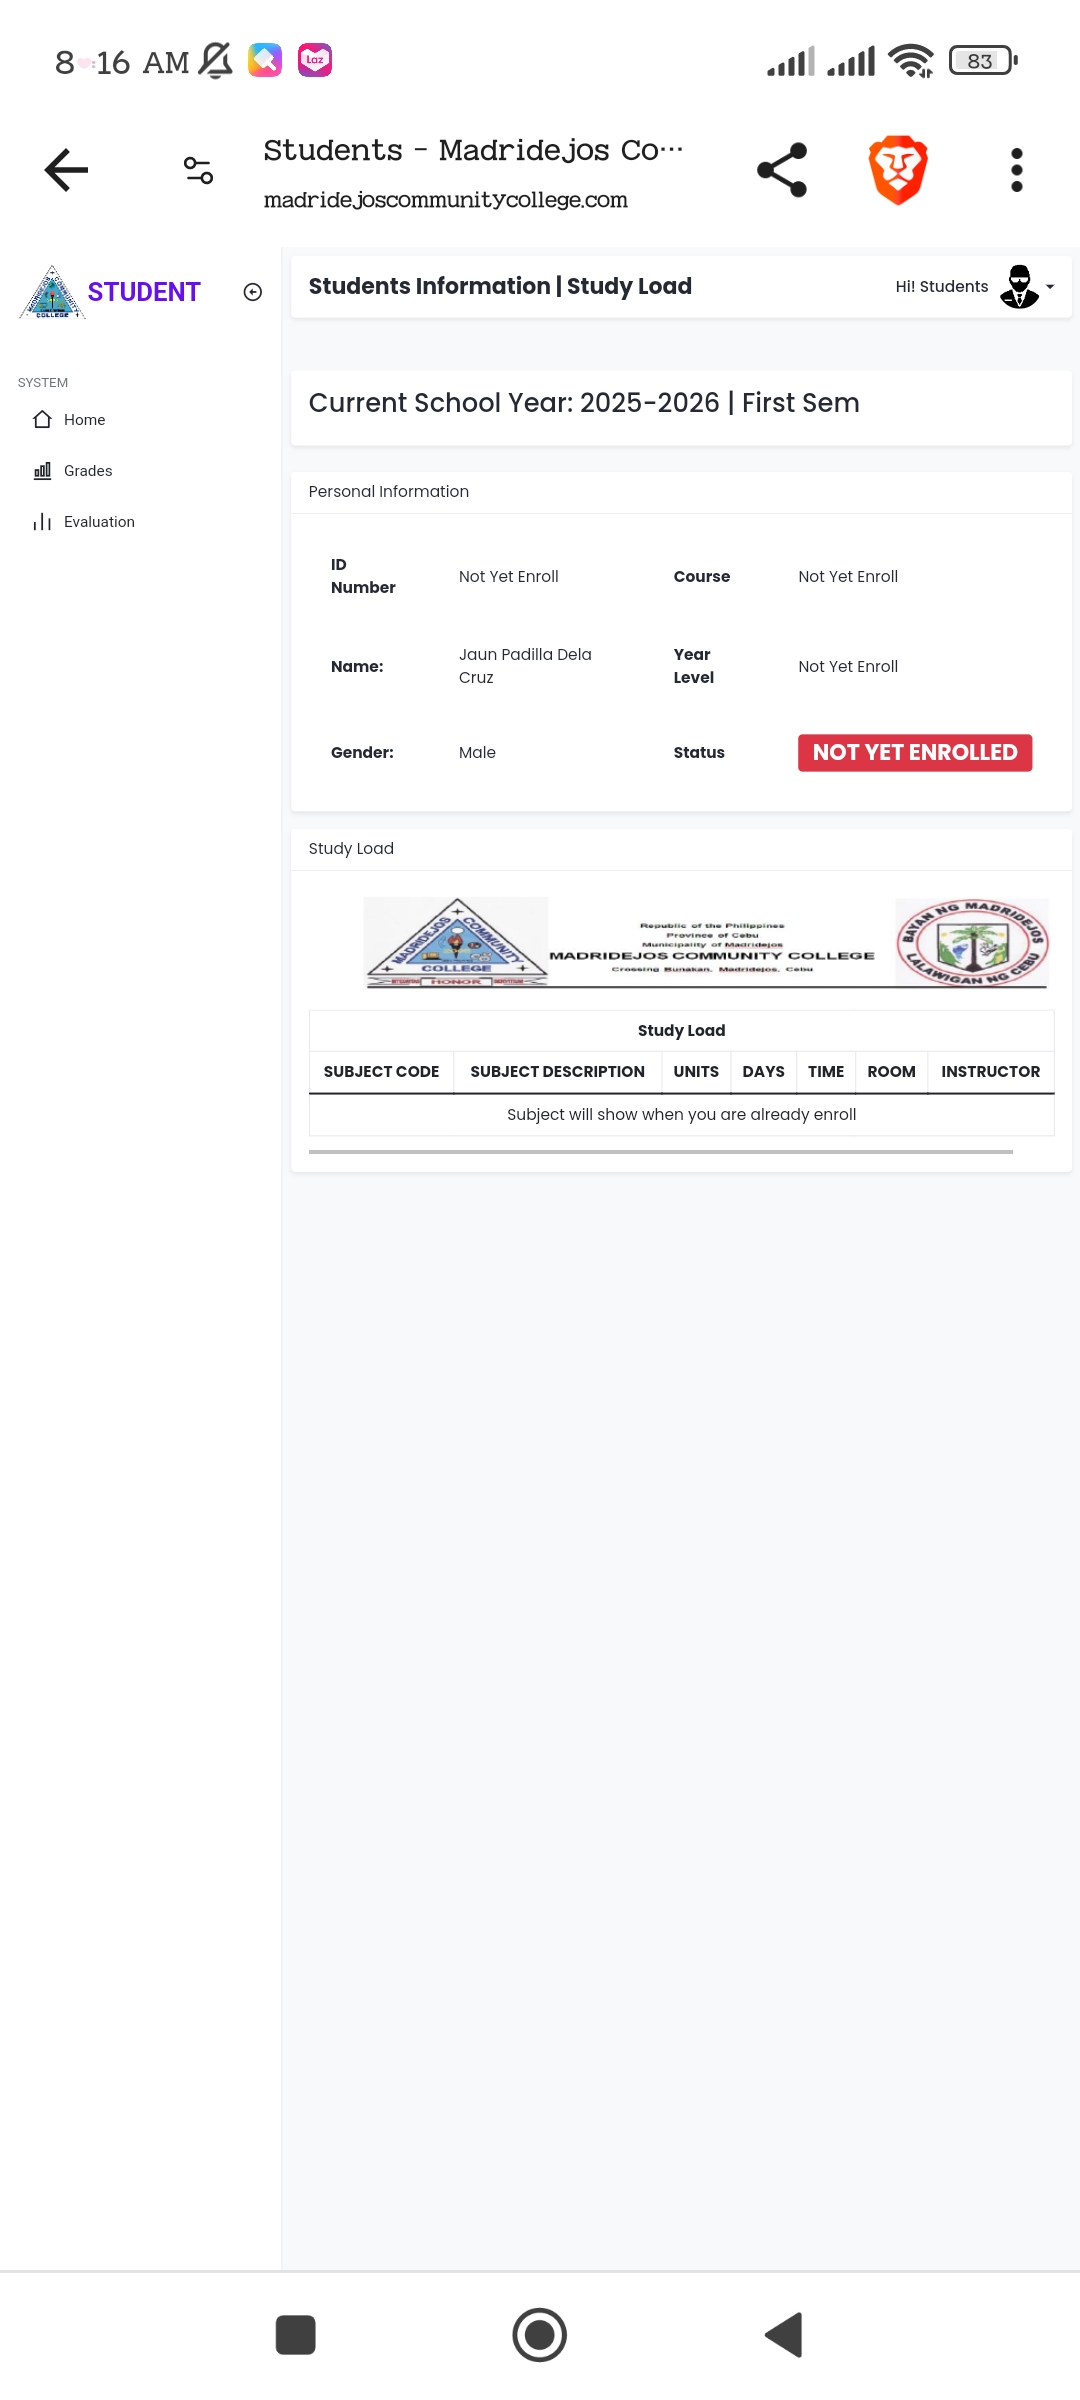 8:16 AM
Laz
83
Students - Madridejos Co...
madridejoscommunitycollege.com
STUDENT
COLLEGE
Students Information | Study Load
Hi! Students
SYSTEM
Home
Grades
Evaluation
Current School Year: 2025-2026 | First Sem
Personal Information
ID
Number
Not Yet Enroll
Course
Not Yet Enroll
Name:
Jaun Padilla Dela
Cruz
Year
Level
Not Yet Enroll
Gender:
Male
Status
NOT YET ENROLLED
Study Load
MADRIDEJOS COMMUNITY
COLLEGE
HONOR
Republic of the Philippines
Province of Cebu
Municipality of Madridejos
MADRIDEJOS COMMUNITY COLLEGE
Crossing Bunakan, Madridejos, Cebu
BAYAN NG MADRIDEJOS
LALAWIGAN NG CEBU
Study Load
SUBJECT CODE SUBJECT DESCRIPTION UNITS DAYS TIME ROOM INSTRUCTOR
Subject will show when you are already enroll